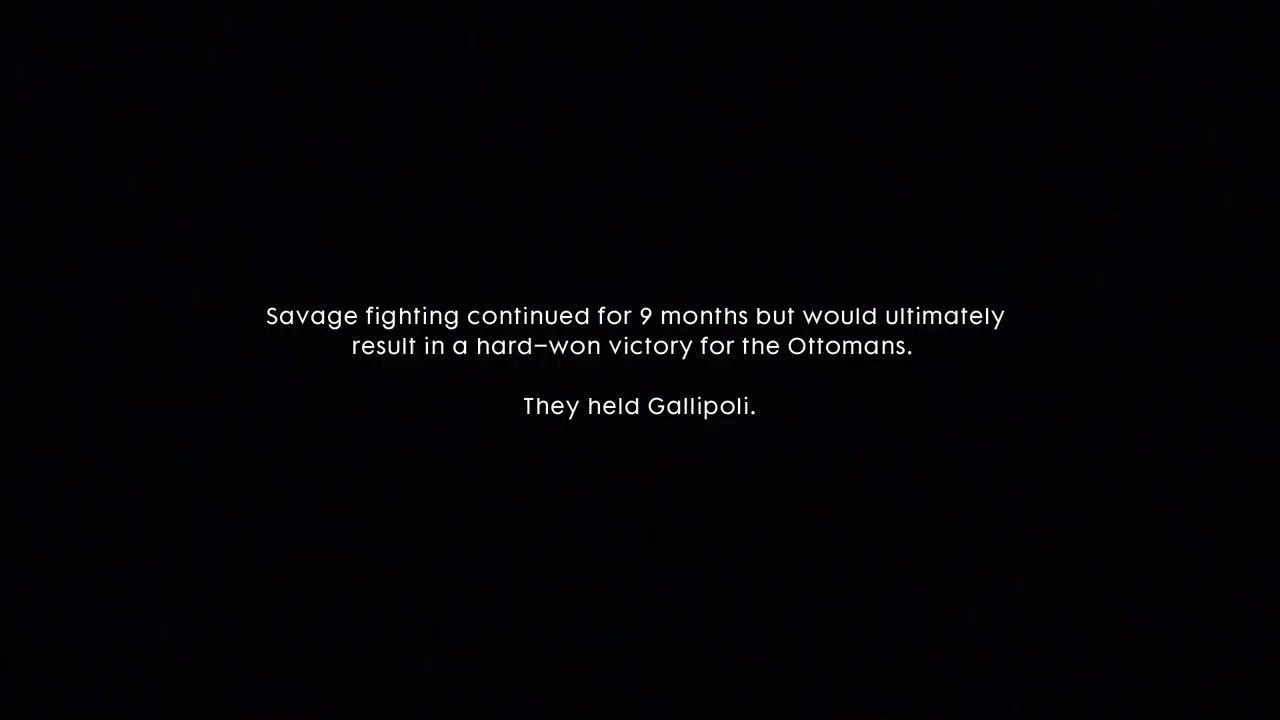 Savage fighting continued for 9 months but would ultimately
result in a hard–won victory for the Ottomans.
They held Gallipoli.